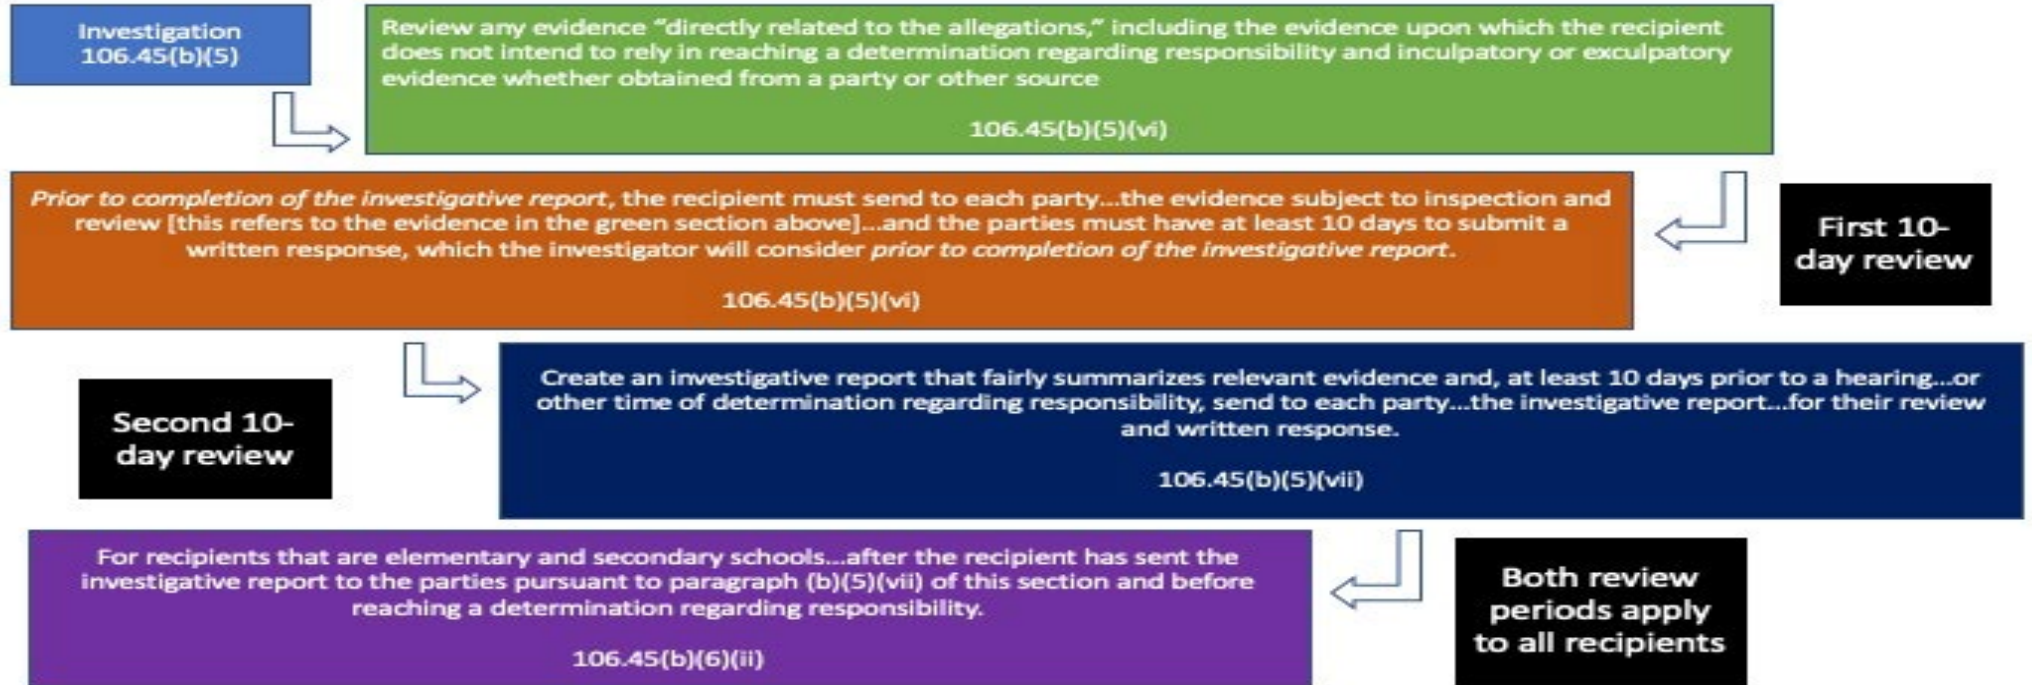 Investigation
106.45(b)(5)
Review any evidence “directly related to the allegations,” including the evidence upon which the recipient
does not intend to rely in reaching a determination regarding responsibility and inculpatory or exculpatory
evidence whether obtained from a party or other source
106.45(b)(5)(vi)
Prior to completion of the investigative report, the recipient must send to each party...the evidence subject to inspection and
review [this refers to the evidence in the green section above]...and the parties must have at least 10 days to submit a
written response, which the investigator will consider prior to completion of the investigative report.
106.45(b)(5)(vi)
First 10-
day review
Second 10-
day review
Create an investigative report that fairly summarizes relevant evidence and, at least 10 days prior to a hearing...or
other time of determination regarding responsibility, send to each party...the investigative report...for their review
and written response.
106.45(b)(5)(vii)
For recipients that are elementary and secondary schools...after the recipient has sent the
investigative report to the parties pursuant to paragraph (b)(5)(vii) of this section and before
reaching a determination regarding responsibility.
106.45(b)(6)(ii)
Both review
periods apply
to all recipients